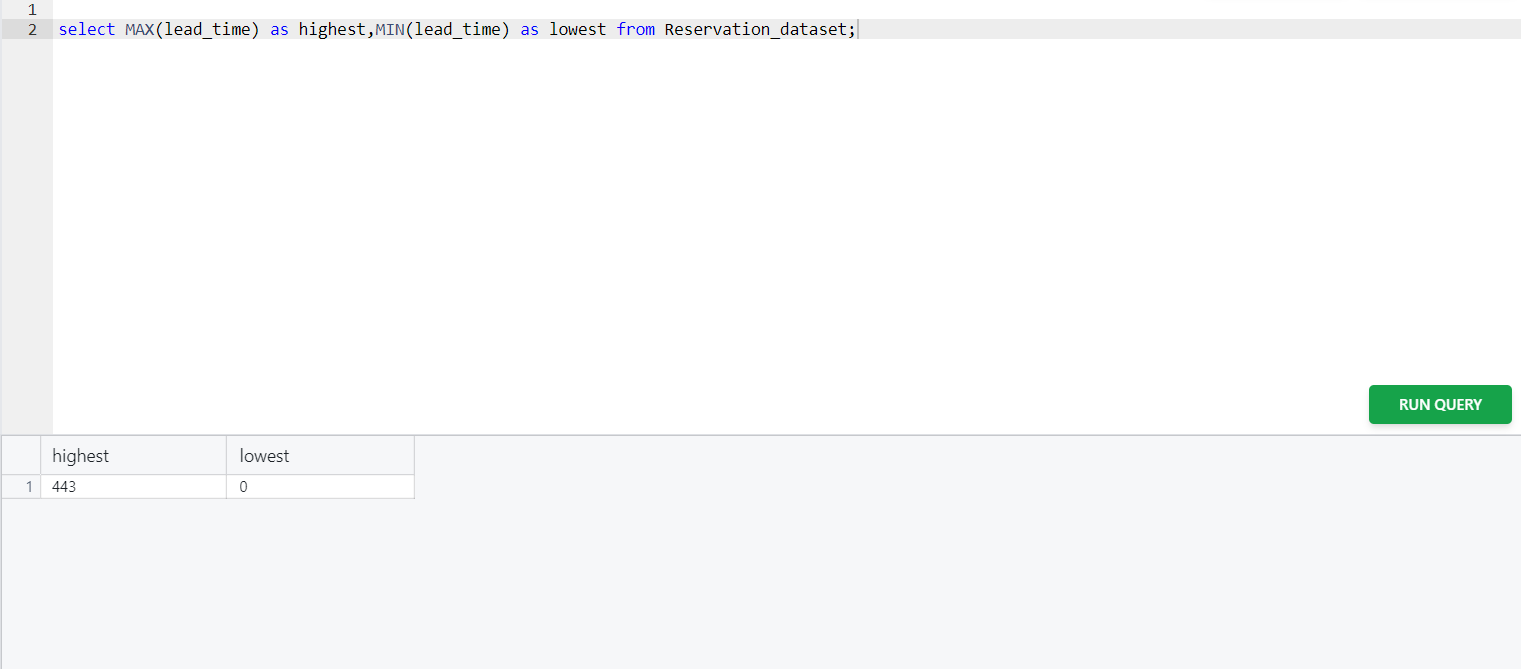 1
2 select MAX(lead_time) as highest,MIN(lead_time) as lowest from Reservation_dataset;
RUN QUERY
highest lowest
1 443 0